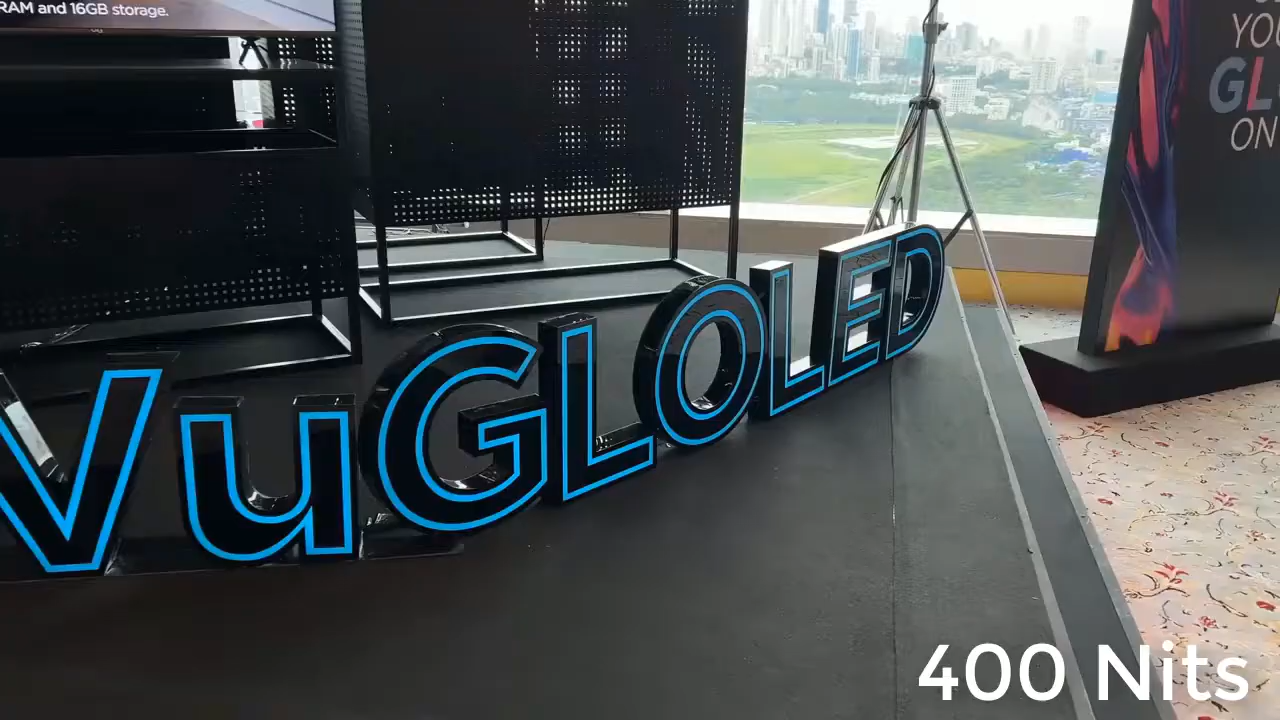 RAM and 16GB storage.
YOU
GL
ON
VuGLOLED
400 Nits